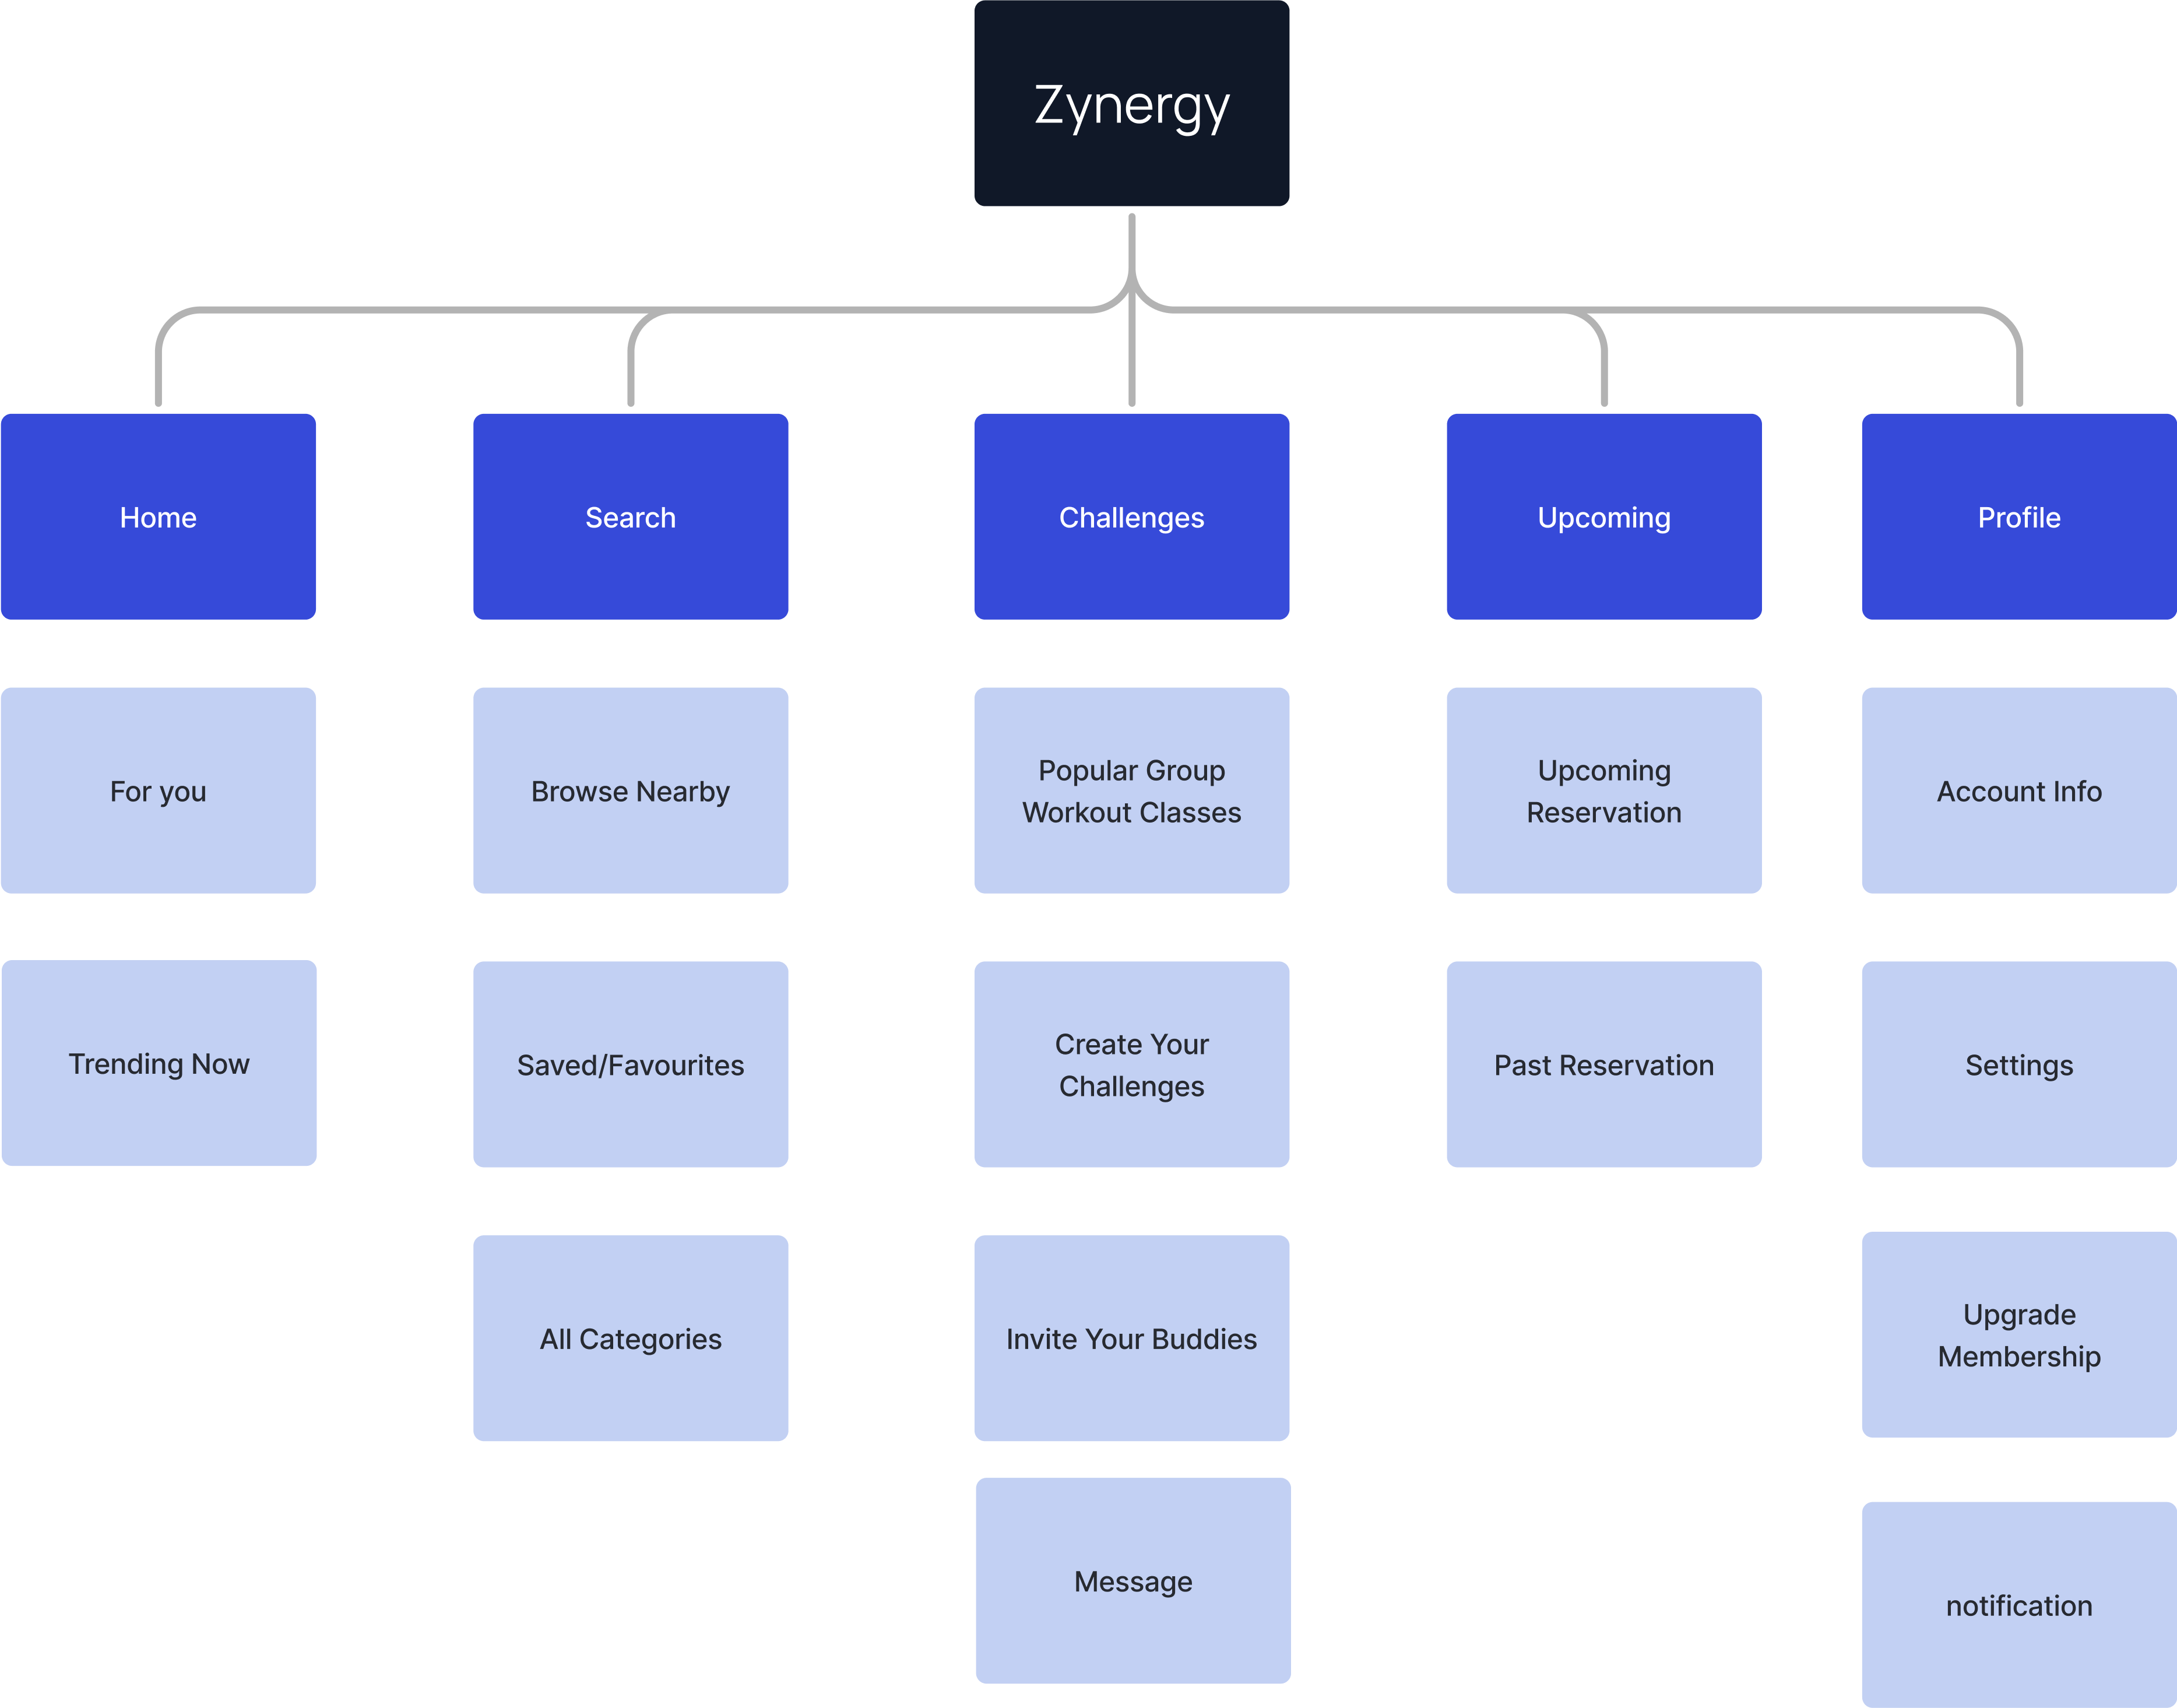 Zynergy
Home
Search
Challenges
Upcoming
Profile
For you
Browse Nearby
Popular Group
Workout Classes
Upcoming
Reservation
Account Info
Trending Now
Saved/Favourites
Create Your
Challenges
Past Reservation
Settings
All Categories
Invite Your Buddies
Upgrade
Membership
Message
notification